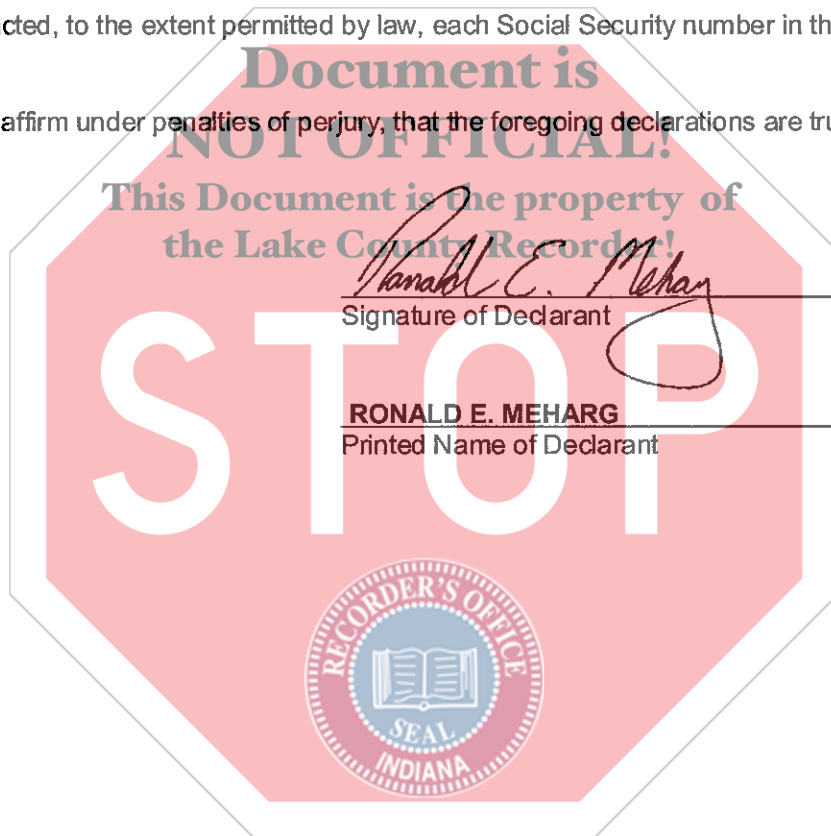 cted, to the extent permitted by law, each Social Security number in th
Document is
affirm under penalties of perjury, that the foregoing declarations are tru
NOT OFFICIAL!
This Document is the property of
the Lake County Recorder!
Ronald E. Meharg
Signature of Declarant
STOP
RONALD E. MEHARG
Printed Name of Declarant
RECORDER'S OFFICE
SEAL
INDIANA